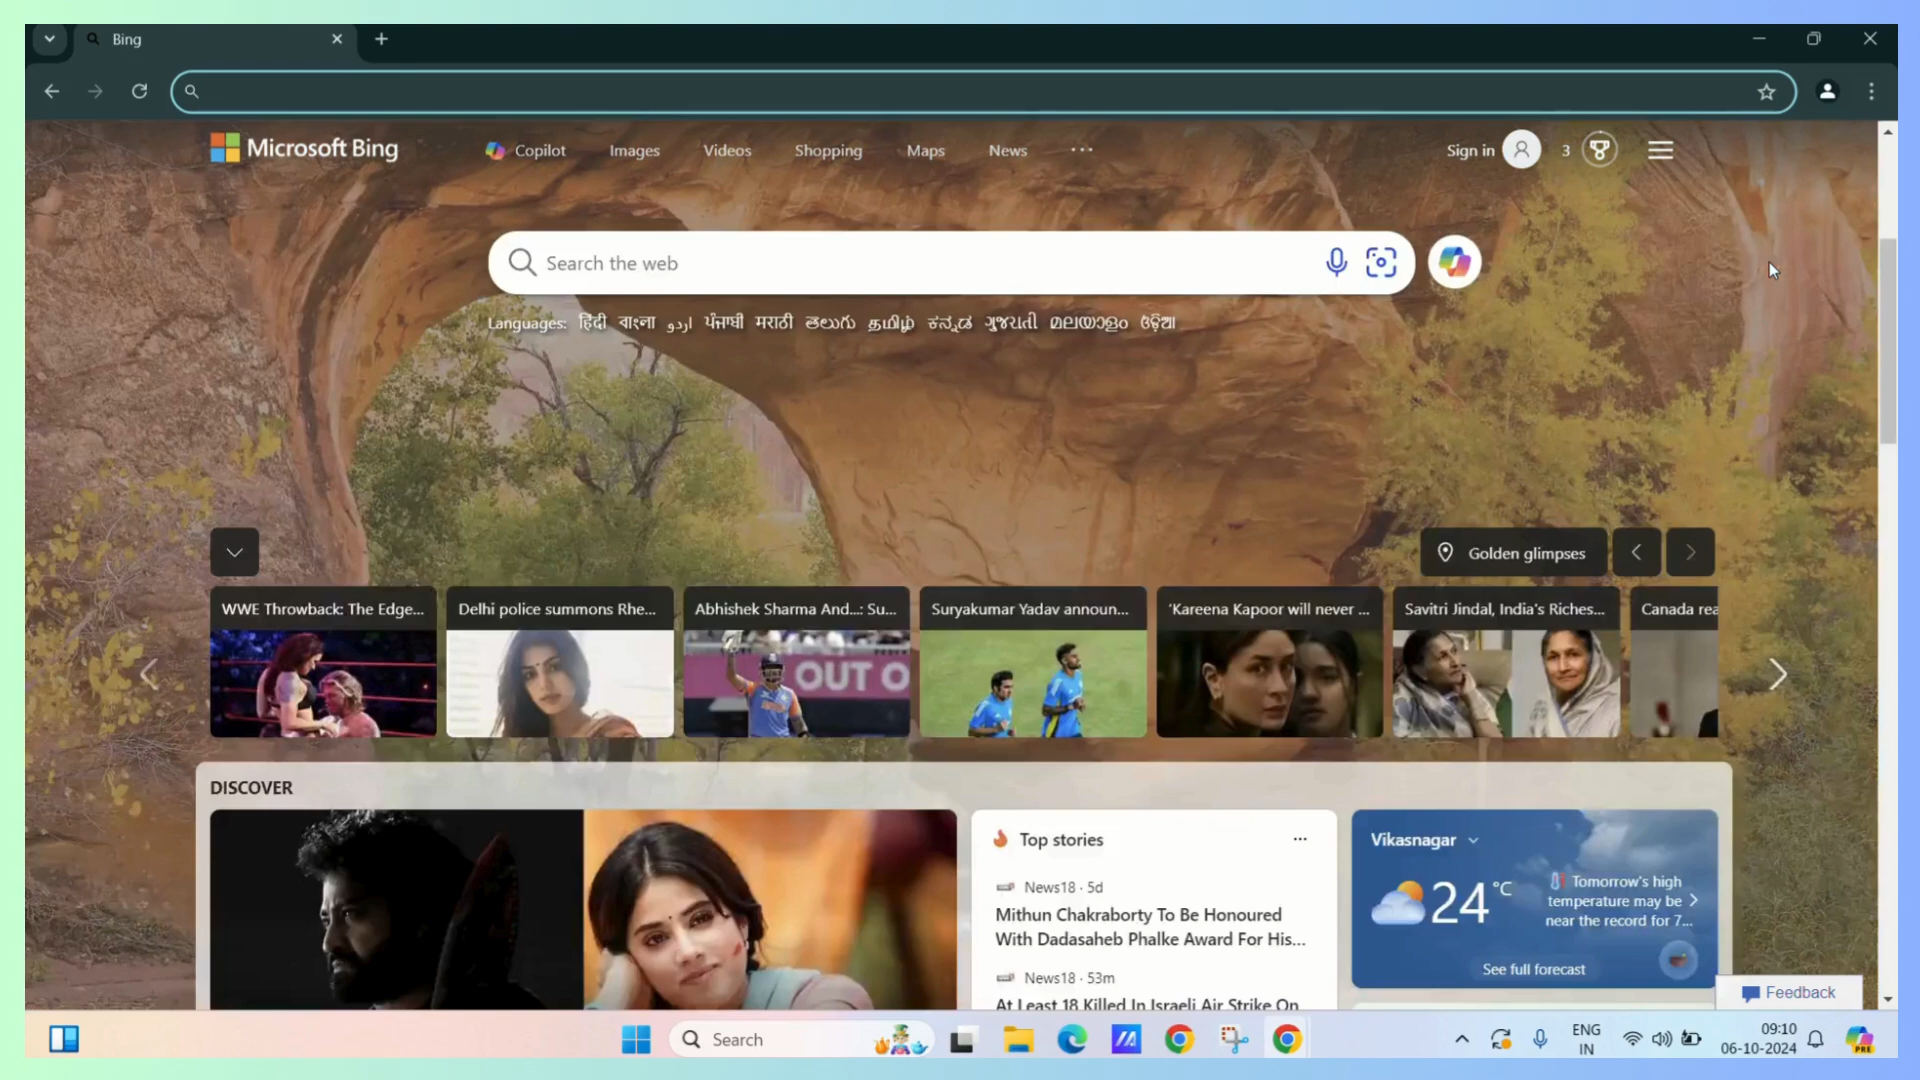 Bing
Microsoft Bing
Copilot
Images
Videos
Shopping
Maps
News
Sign in
3
Search the web
Languages: हिंदी বাংলা اردو ਪੰਜਾਬੀ मराठी తెలుగు தமிழ் ಕನ್ನಡ ગુજરાતી മലയാളം ଓଡ଼ିଆ
Golden glimpses
WWE Throwback: The Edge...
Delhi police summons Rhe...
Abhishek Sharma And...: Su...
Suryakumar Yadav announ...
'Kareena Kapoor will never ...
Savitri Jindal, India's Riches...
Canada rea
OUT O
DISCOVER
Top stories
News18 · 5d
Mithun Chakraborty To Be Honoured
With Dadasaheb Phalke Award For His...
News18 · 53m
At Least 18 Killed In Israeli Air Strike On
Vikasnagar
24 °C
Tomorrow's high
temperature may be
near the record for 7...
See full forecast
Feedback
Search
ENG
IN
09:10
06-10-2024
PRE